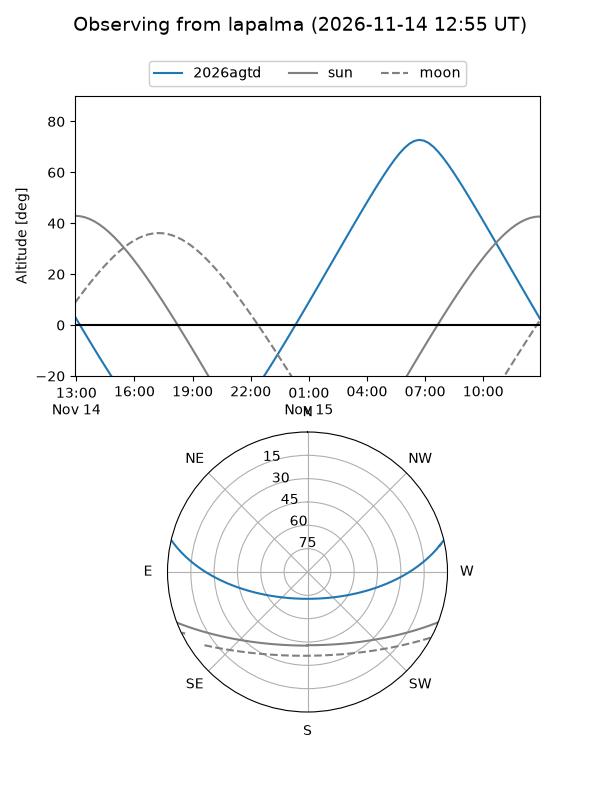 Observing from lapalma (2026-11-14 12:55 UT)
2026agtd sun moon
Altitude [deg]
80
60
40
20
0
−20
13:00 16:00 19:00 22:00 01:00 04:00 07:00 10:00
Nov 14 Nov 15
N
NE NW
15
30
45
60
75
E W
SE SW
S